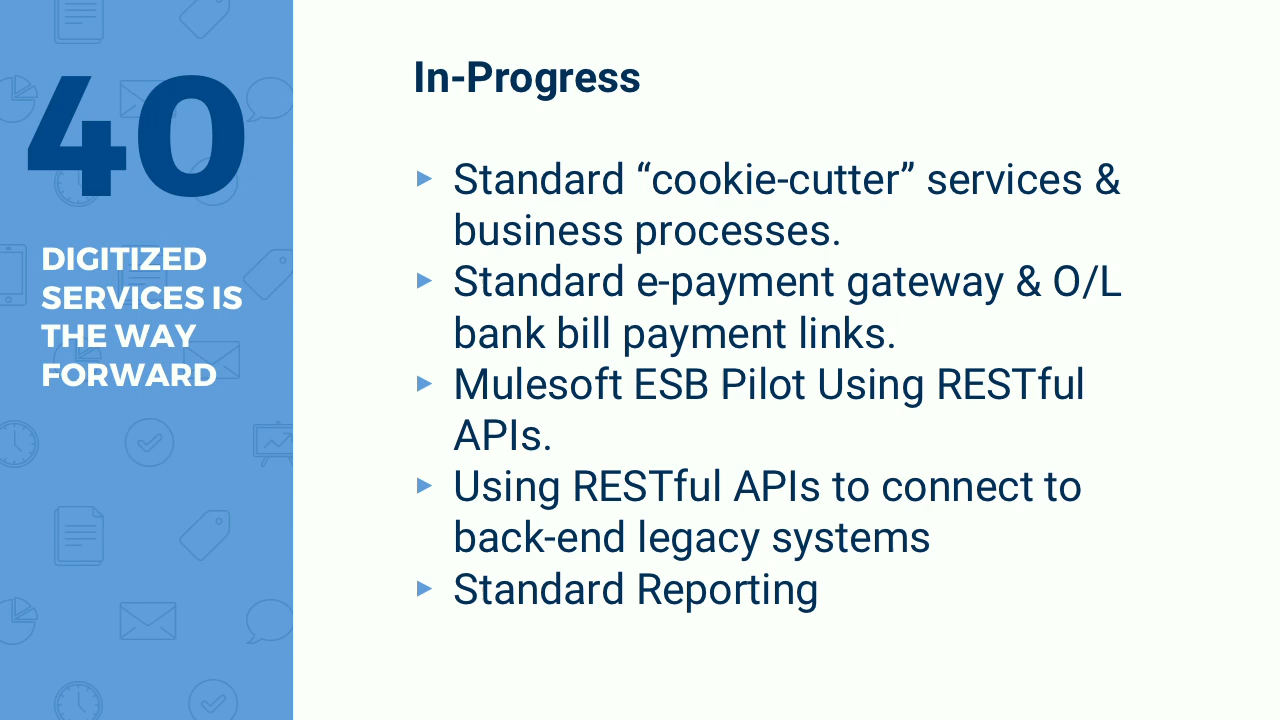 40
DIGITIZED
SERVICES IS
THE WAY
FORWARD
In-Progress
Standard “cookie-cutter” services &
business processes.
Standard e-payment gateway & O/L
bank bill payment links.
Mulesoft ESB Pilot Using RESTful
APIs.
Using RESTful APIs to connect to
back-end legacy systems
Standard Reporting